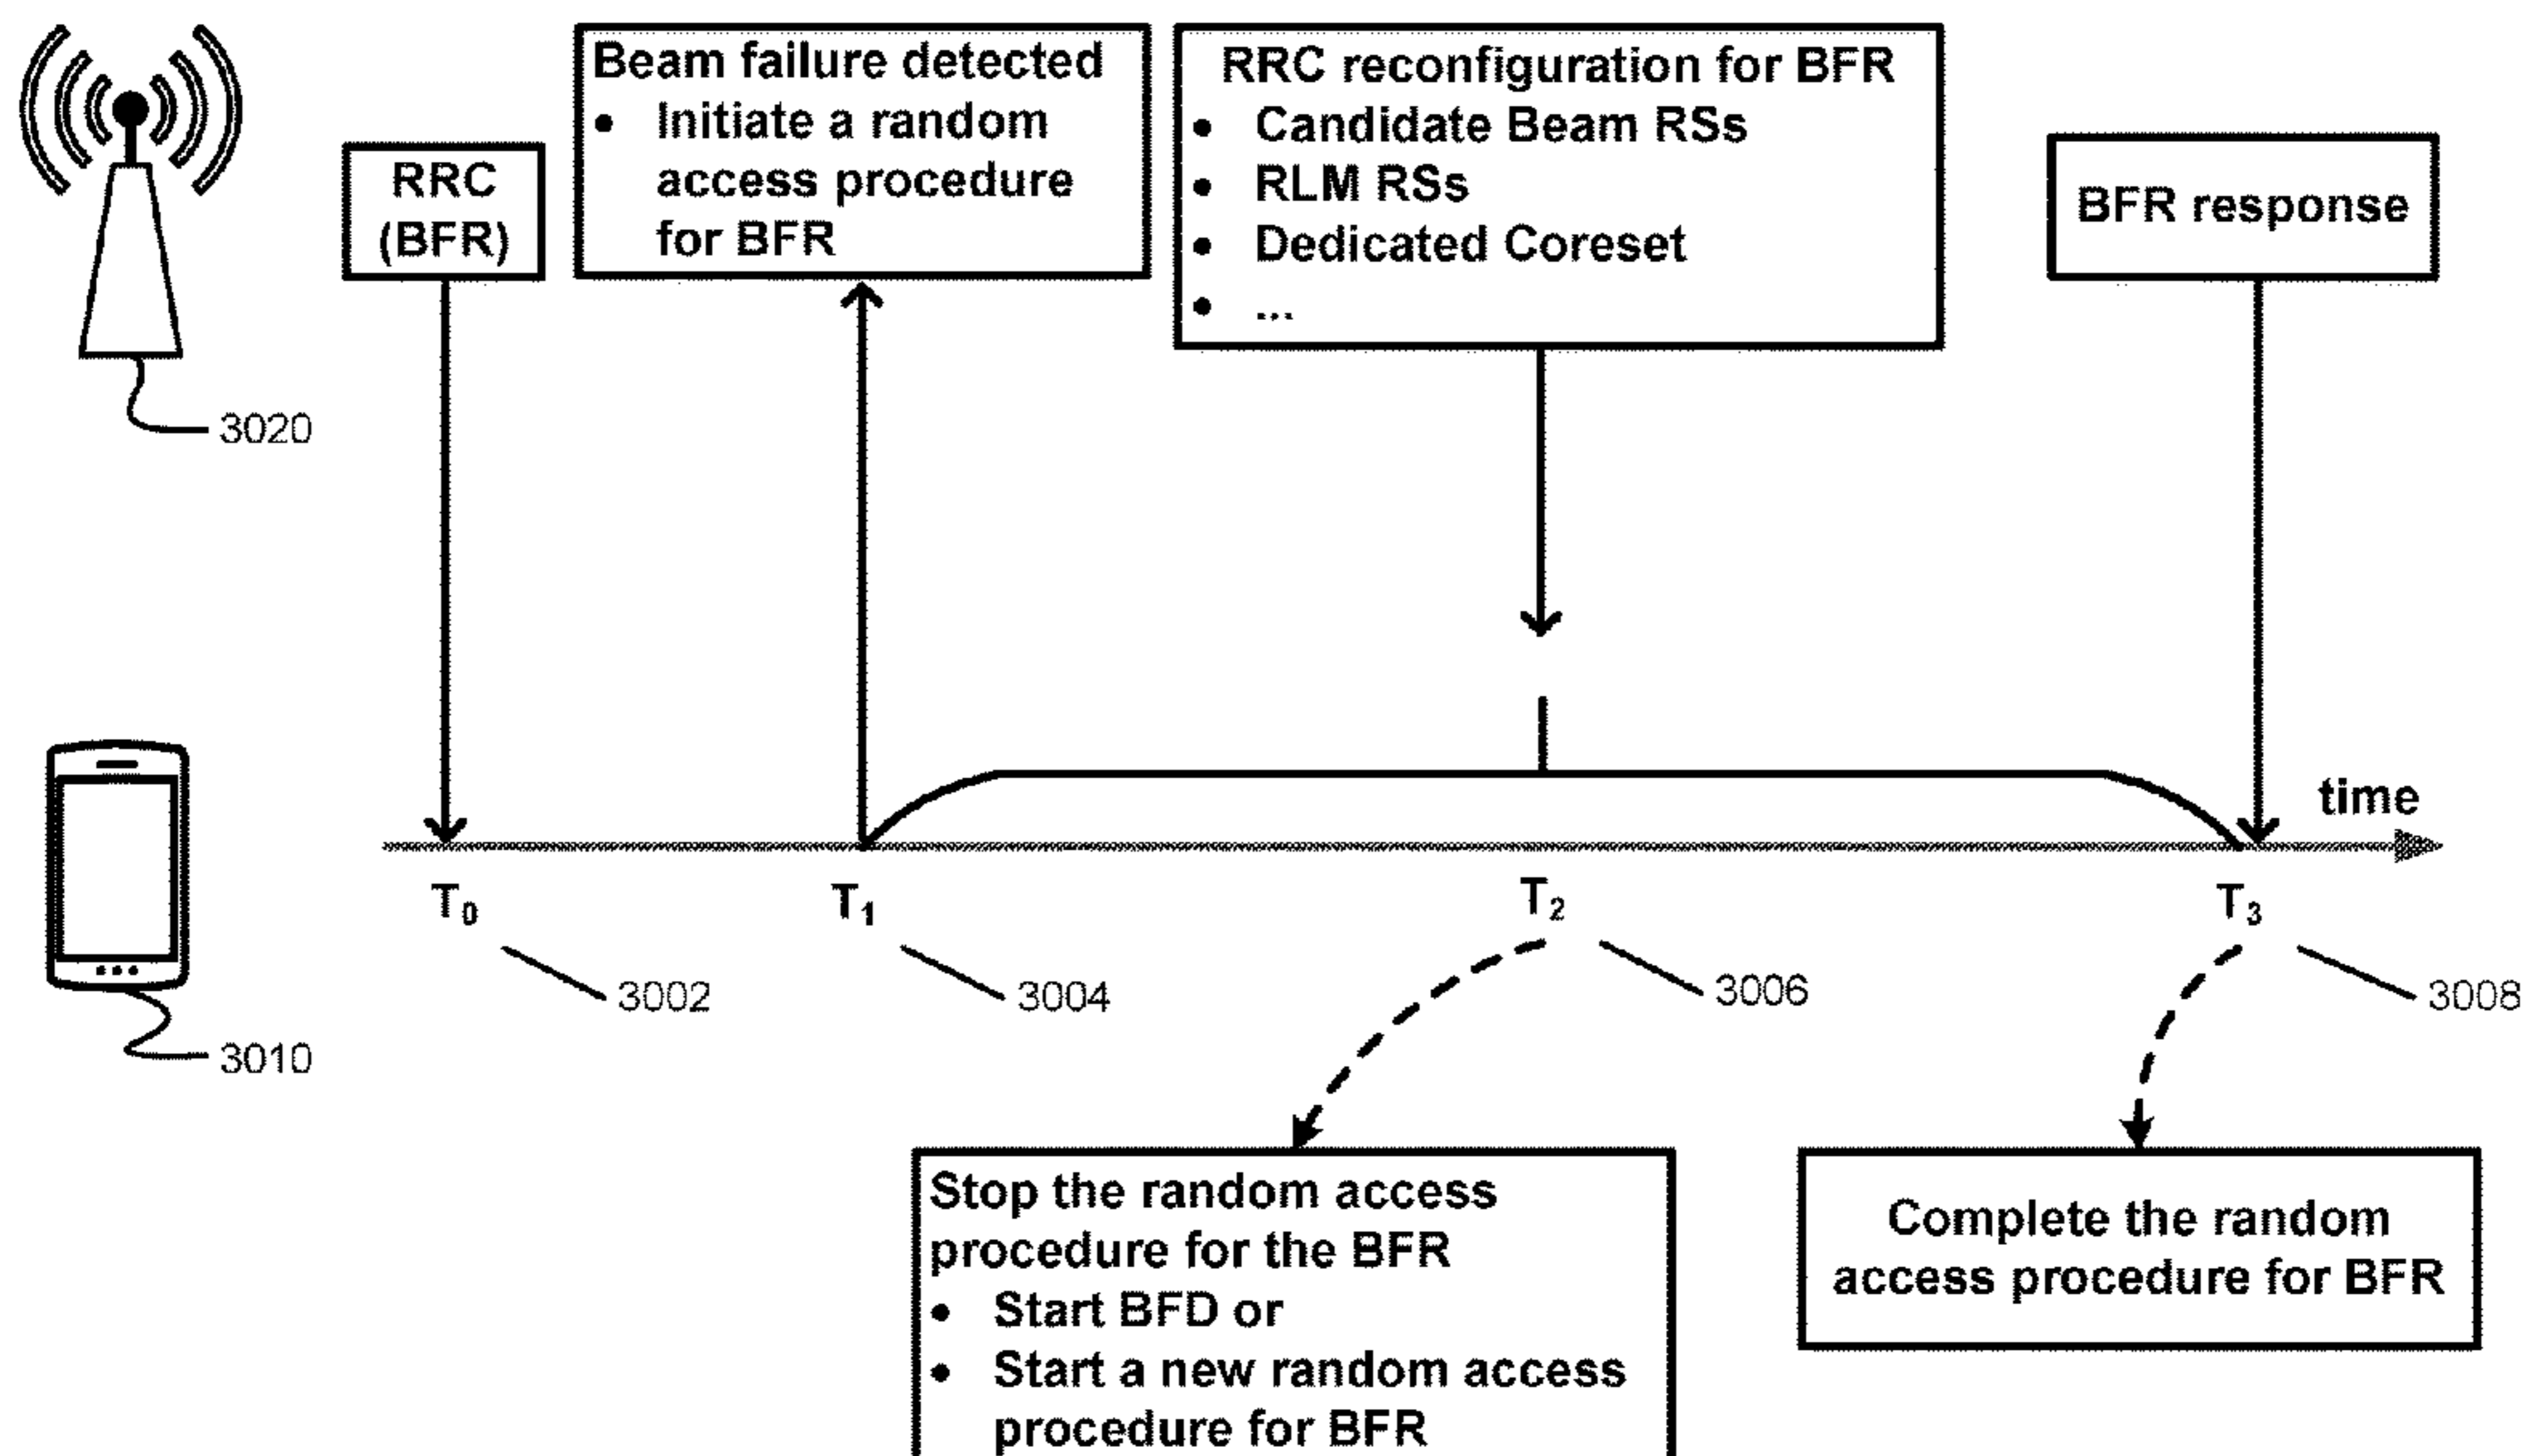 RRC
(BFR)
Beam failure detected
• Initiate a random
access procedure
for BFR
RRC reconfiguration for BFR
• Candidate Beam RSs
• RLM RSs
• Dedicated Coreset
• ...
BFR response
3020
time
T0
T1
T2
T3
3002
3004
3006
3008
3010
Stop the random access
procedure for the BFR
• Start BFD or
• Start a new random access
procedure for BFR
Complete the random
access procedure for BFR